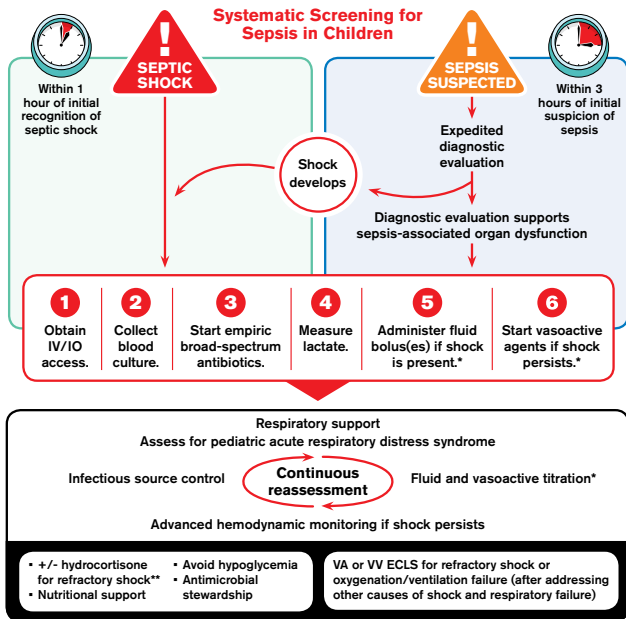 Systematic Screening for
Sepsis in Children
SEPTIC
SHOCK
SEPSIS
SUSPECTED
Within 1
hour of initial
recognition of
septic shock
Within 3
hours of initial
suspicion of
sepsis
Expedited
diagnostic
evaluation
Shock
develops
Diagnostic evaluation supports
sepsis-associated organ dysfunction
1
Obtain
IV/IO
access.
2
Collect
blood
culture.
3
Start empiric
broad-spectrum
antibiotics.
4
Measure
lactate.
5
Administer fluid
bolus(es) if shock
is present.*
6
Start vasoactive
agents if shock
persists.*
Respiratory support
Assess for pediatric acute respiratory distress syndrome
Infectious source control
Continuous
reassessment
Fluid and vasoactive titration*
Advanced hemodynamic monitoring if shock persists
▪ +/- hydrocortisone
for refractory shock**
▪ Nutritional support
▪ Avoid hypoglycemia
▪ Antimicrobial
stewardship
VA or VV ECLS for refractory shock or
oxygenation/ventilation failure (after addressing
other causes of shock and respiratory failure)